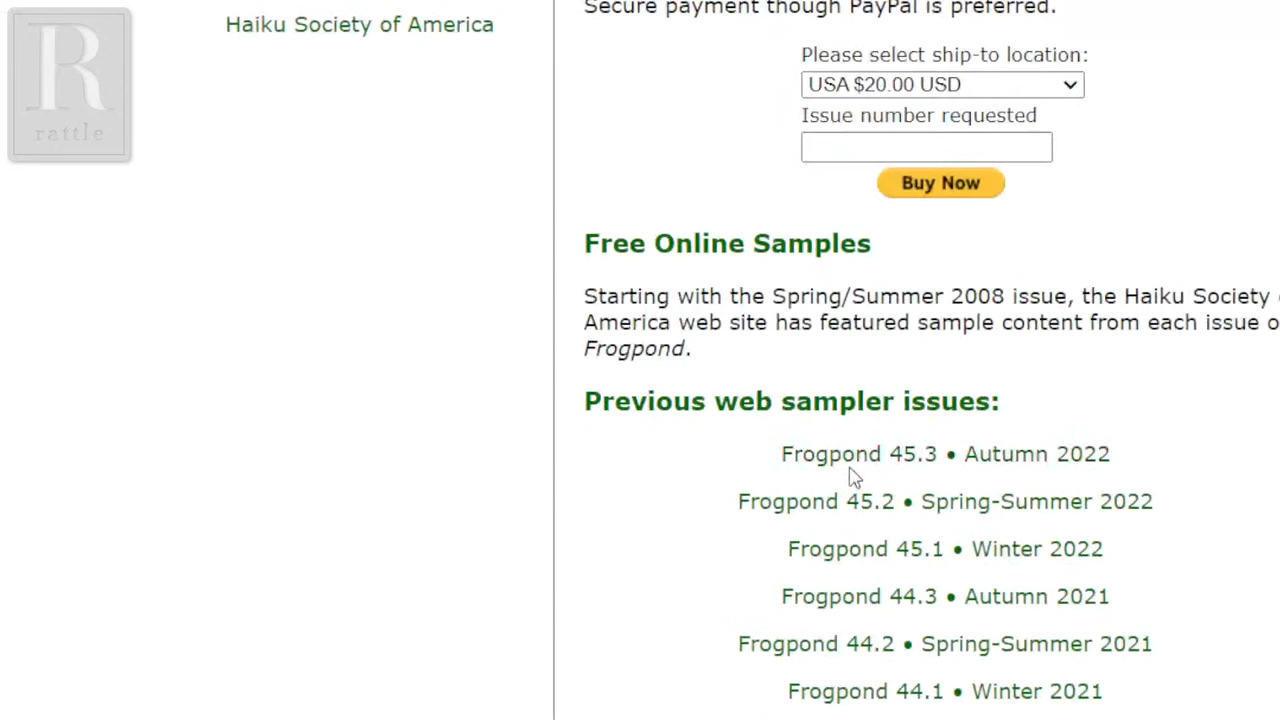 R
rattle
Haiku Society of America
Secure payment though PayPal is preferred.
Please select ship-to location:
USA $20.00 USD
Issue number requested
Buy Now
Free Online Samples
Starting with the Spring/Summer 2008 issue, the Haiku Society
America web site has featured sample content from each issue
Frogpond.
Previous web sampler issues:
Frogpond 45.3 • Autumn 2022
Frogpond 45.2 • Spring-Summer 2022
Frogpond 45.1 • Winter 2022
Frogpond 44.3 • Autumn 2021
Frogpond 44.2 • Spring-Summer 2021
Frogpond 44.1 • Winter 2021